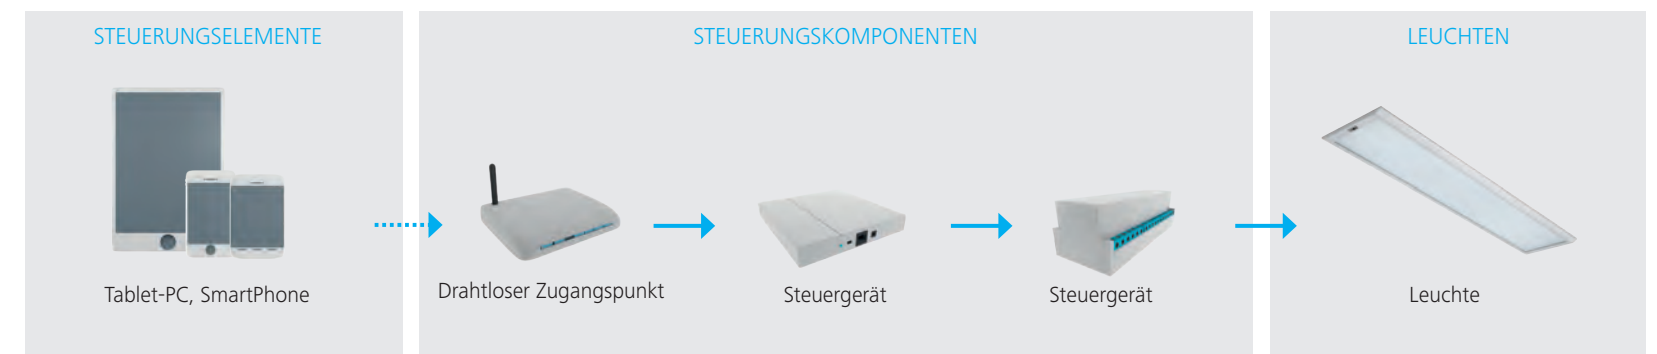 STEUERUNGSELEMENTE
Tablet-PC, SmartPhone
STEUERUNGSKOMPONENTEN
Drahtloser Zugangspunkt
Steuergerät
Steuergerät
LEUCHTEN
Leuchte